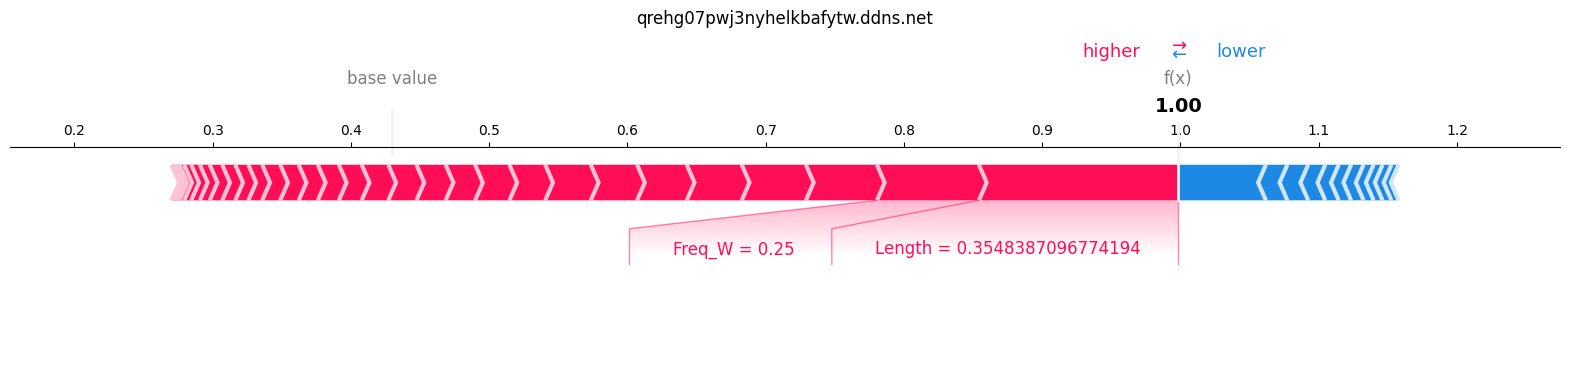 qrehg07pwj3nyhelkbafytw.ddns.net
higher ⇄ lower
base value f(x)
1.00
0.2 0.3 0.4 0.5 0.6 0.7 0.8 0.9 1.0 1.1 1.2
Freq_W = 0.25 Length = 0.3548387096774194